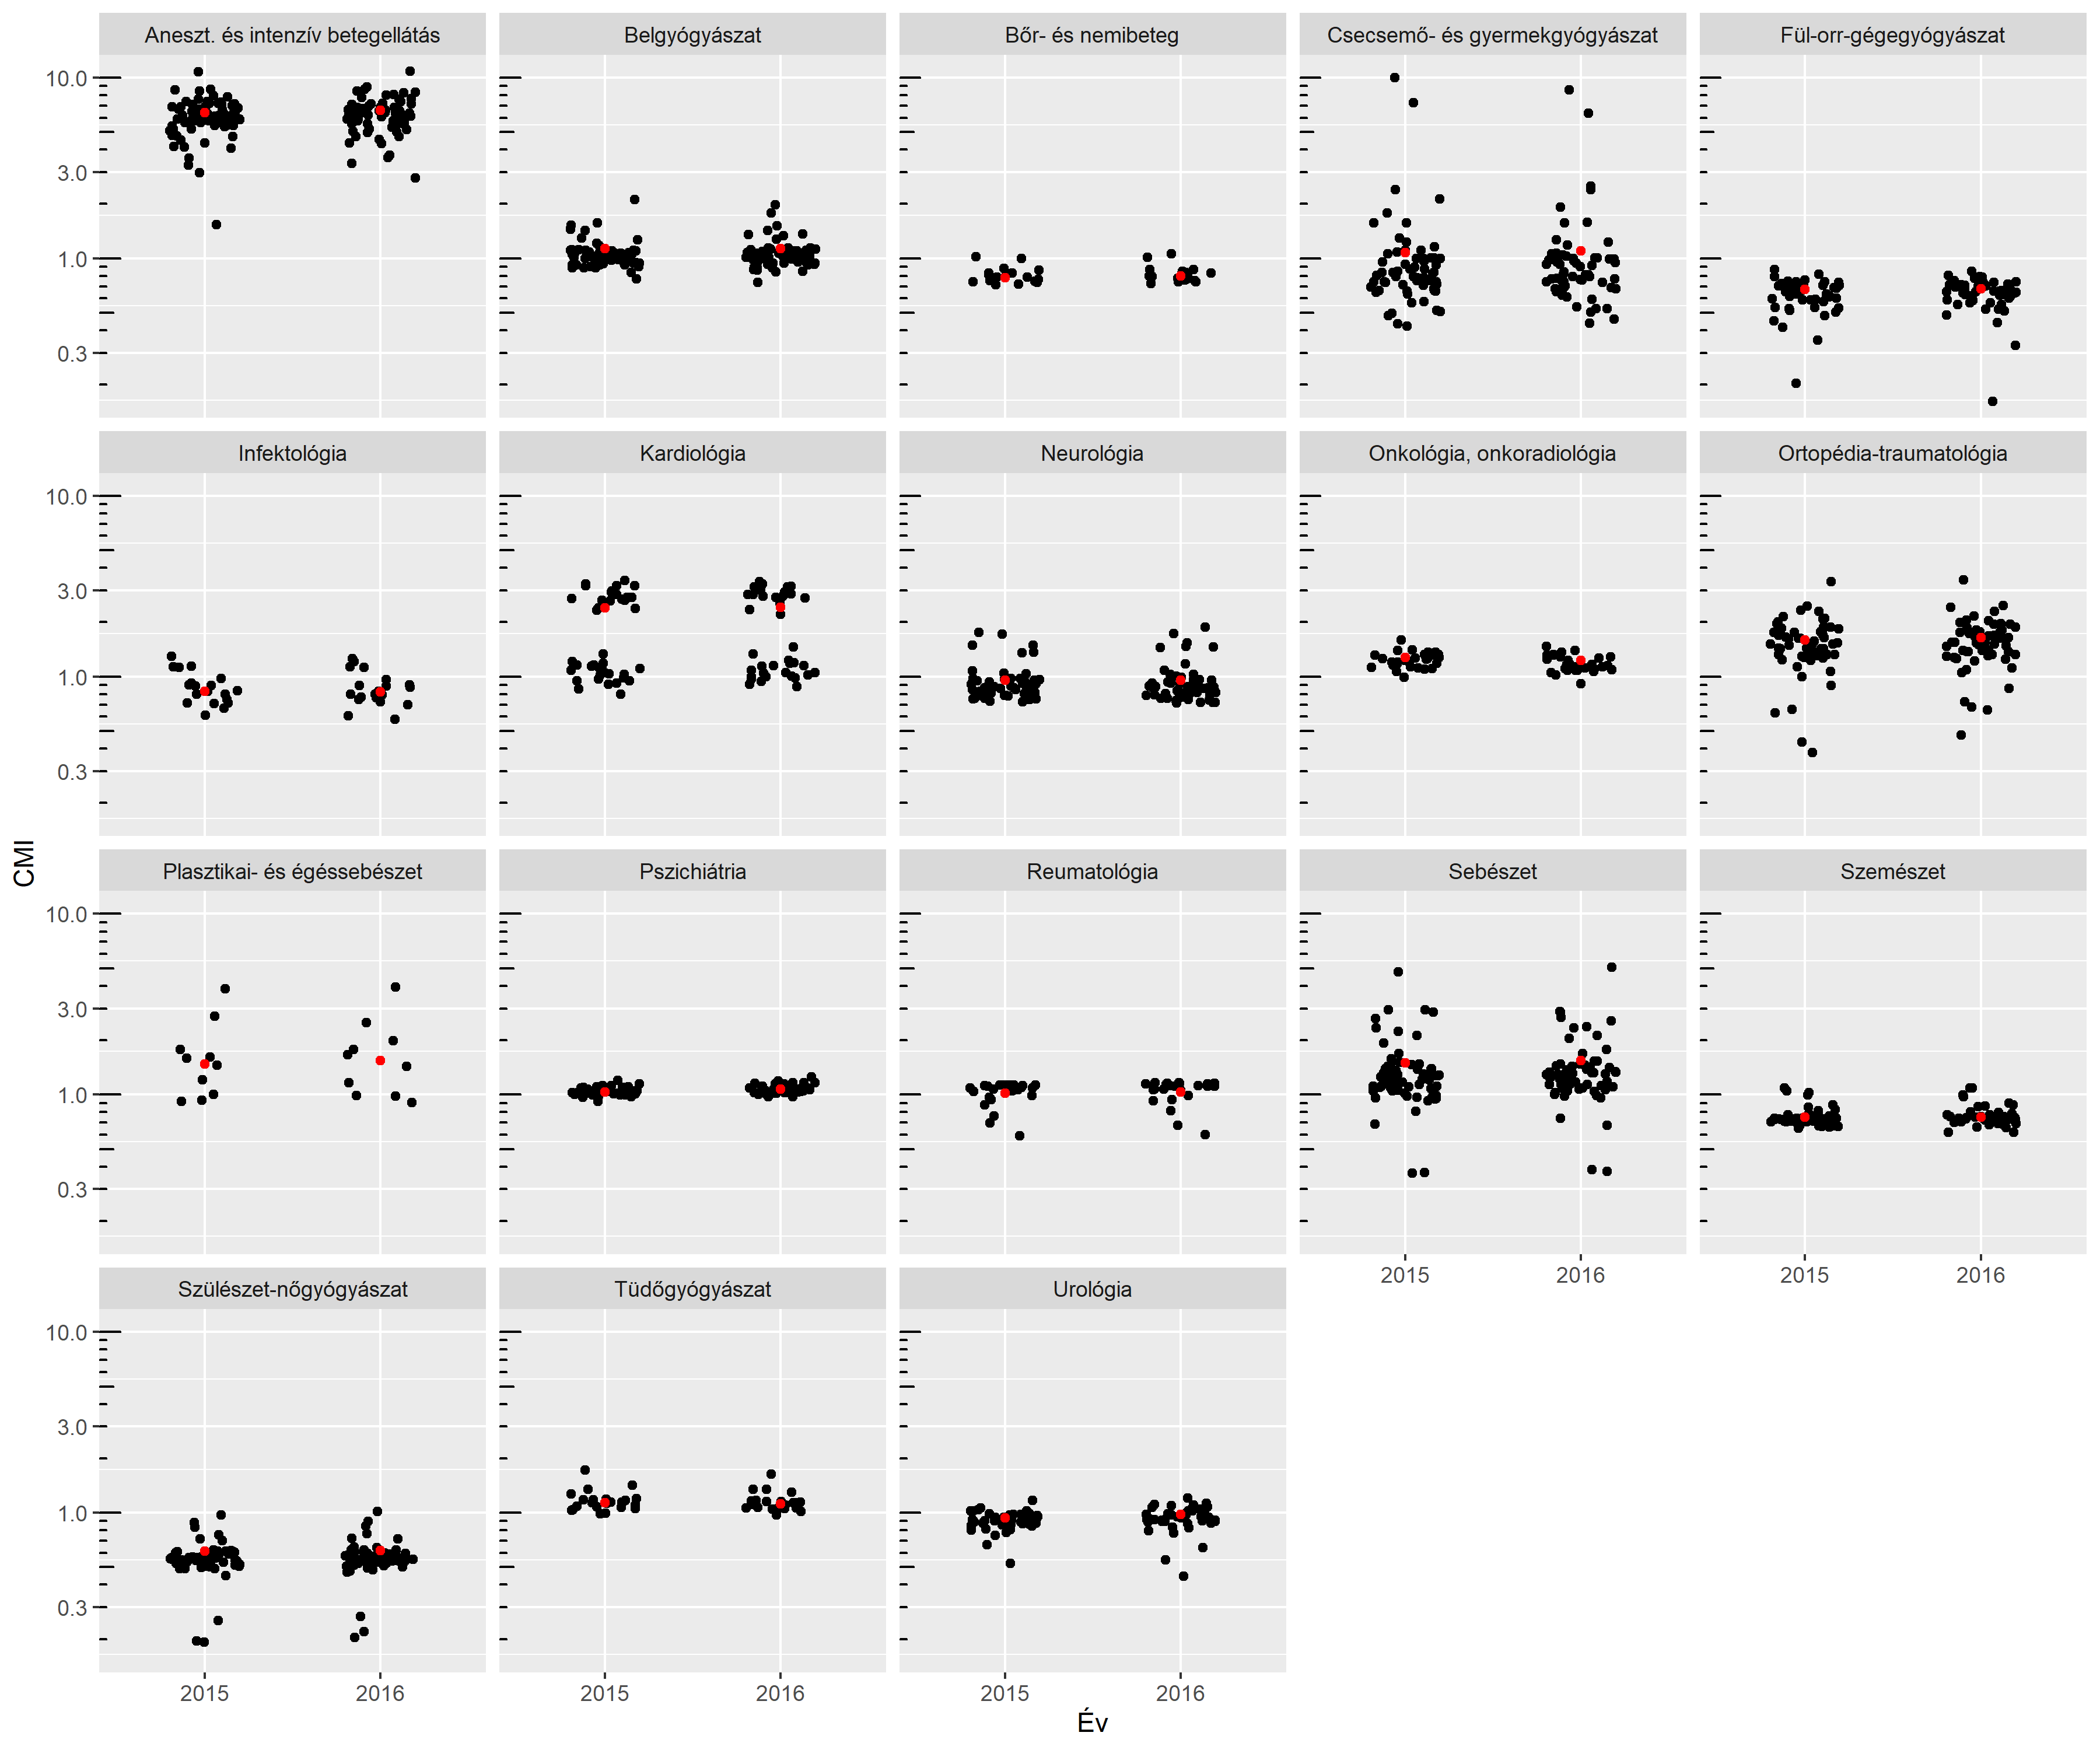 Aneszt. és intenzív betegellátás
Belgyógyászat
Bőr- és nemibeteg
Csecsemő- és gyermekgyógyászat
Fül-orr-gégegyógyászat
10.0
3.0
1.0
0.3
Infektológia
Kardiológia
Neurológia
Onkológia, onkoradiológia
Ortopédia-traumatológia
10.0
3.0
1.0
0.3
CMI
Plasztikai- és égéssebészet
Pszichiátria
Reumatológia
Sebészet
Szemészet
10.0
3.0
1.0
0.3
2015 2016
2015 2016
Szülészet-nőgyógyászat
Tüdőgyógyászat
Urológia
10.0
3.0
1.0
0.3
2015 2016
2015 2016
2015 2016
Év